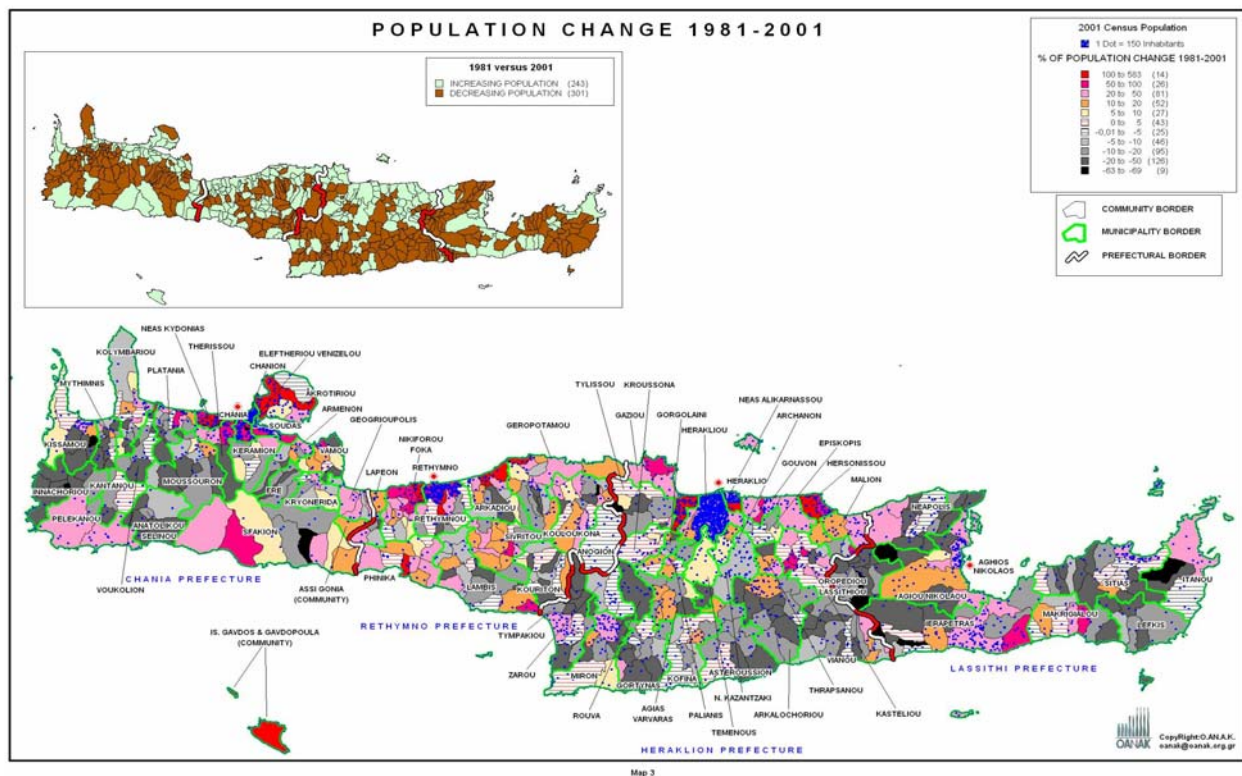 POPULATION CHANGE 1981-2001
1981 versus 2001
INCREASING POPULATION (243)
DECREASING POPULATION (301)
2001 Census Population
1 Dot = 150 Inhabitants
% OF POPULATION CHANGE 1981-2001
100 to 583 (14)
50 to 100 (26)
20 to 50 (81)
10 to 20 (52)
5 to 10 (27)
0 to 5 (43)
-0,01 to -5 (25)
-5 to -10 (46)
-10 to -20 (95)
-20 to -50 (126)
-63 to -69 (9)
COMMUNITY BORDER
MUNICIPALITY BORDER
PREFECTURAL BORDER
NEAS KYDONIAS
KOLYMBARIOU
THERISSOU
ELEFTHERIOU VENIZELOU
MYTHIMNIS
PLATANIA
CHANION
CHANIA
AKROTIRIOU
ARMENON
SOUDAS
GEOGRIOUPOLIS
KISSAMOU
KERAMION
VAMOU
LAPEON
NIKIFOROU
FOKA
RETHYMNO
GEROPOTAMOU
TYLISSOU
KROUSSONA
GAZIOU
GORGOLAINI
HERAKLIOU
NEAS ALIKARNASSOU
ARCHANON
HERAKLIO
GOUVON
EPISKOPIS
HERSONISSOU
MALION
NEAPOLIS
INNACHORIOU
KANTANOU
MOUSSOURON
FRE
KRYONERIDA
PELEKANOU
ANATOLIKOU
SELINOU
SFAKION
RETHYMNOU
ARKADIOU
SIVRITOU
KOULOUKONA
ANOGION
AGHIOS
NIKOLAOS
OROPEDIOU
LASSITHIOU
AGIOU NIKOLAOU
SITIAS
ITANOU
CHANIA PREFECTURE
VOUKOLION
ASSI GONIA
(COMMUNITY)
PHINIKA
LAMBIS
KOURITON
IERAPETRAS
MAKRIGIALOU
LEFKIS
RETHYMNO PREFECTURE
TYMPAKIOU
LASSITHI PREFECTURE
IS. GAVDOS & GAVDOPOULA
(COMMUNITY)
ZAROU
MIRON
GORTYNAS
KOFINA
ASTEROUSSION
VIANOU
ROUVA
AGIAS
VARVARAS
PALIANIS
N. KAZANTZAKI
TEMENOUS
ARKALOCHORIOU
THRAPSANOU
KASTELIOU
HERAKLION PREFECTURE
OANAK
CopyRight:O.AN.A.K.
oanak@oanak.org.gr
Map 3